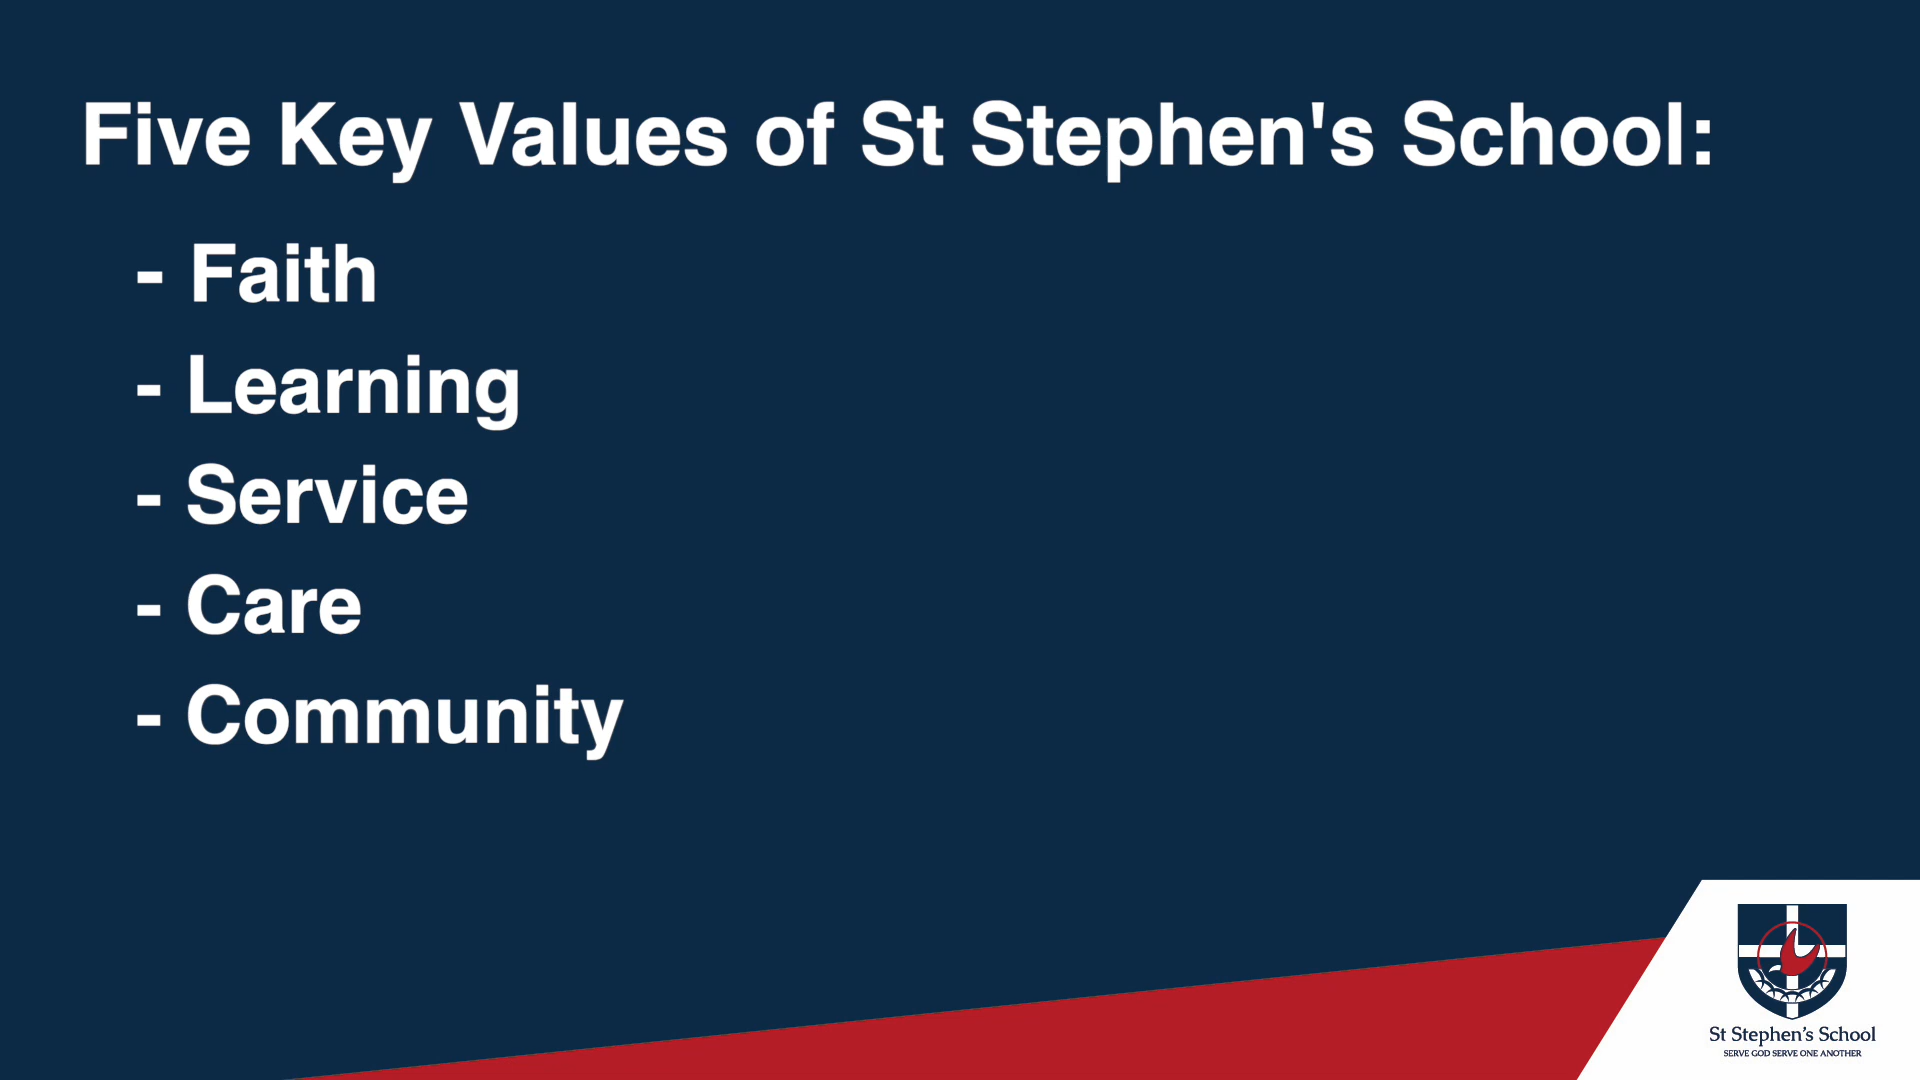 Five Key Values of St Stephen's School:
- Faith
- Learning
- Service
- Care
- Community
St Stephen's School
SERVE GOD SERVE ONE ANOTHER